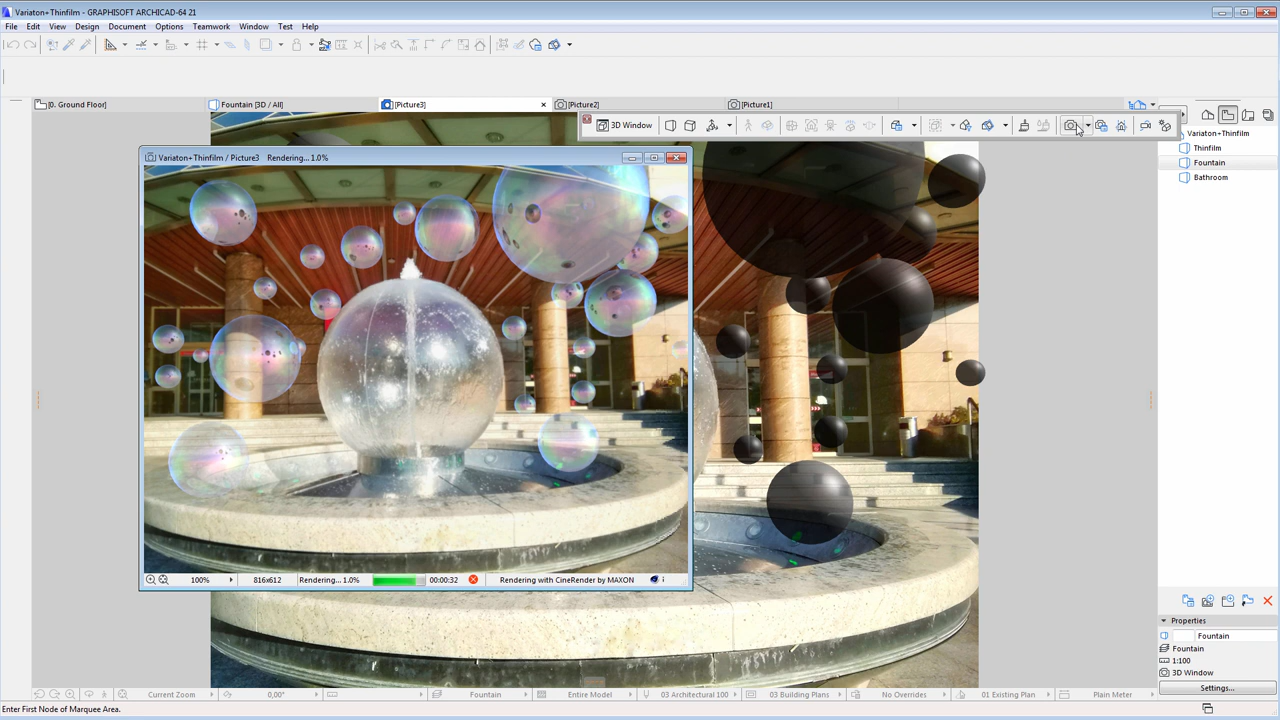 Variaton+Thinfilm - GRAPHISOFT ARCHICAD-64 21
File Edit View Design Document Options Teamwork Window Test Help
[0. Ground Floor] Fountain [3D / All] [Picture3] [Picture2] [Picture1]
3D Window
Variaton+Thinfilm
Thinfilm
Fountain
Bathroom
Variaton+Thinfilm / Picture3 Rendering... 1.0%
100% 816x612 Rendering... 1.0% 00:00:32 Rendering with CineRender by MAXON
Properties
Fountain
Fountain
1:100
3D Window
Settings...
Current Zoom 0,00° Fountain Entire Model 03 Architectural 100 03 Building Plans No Overrides 01 Existing Plan Plain Meter
Enter First Node of Marquee Area.